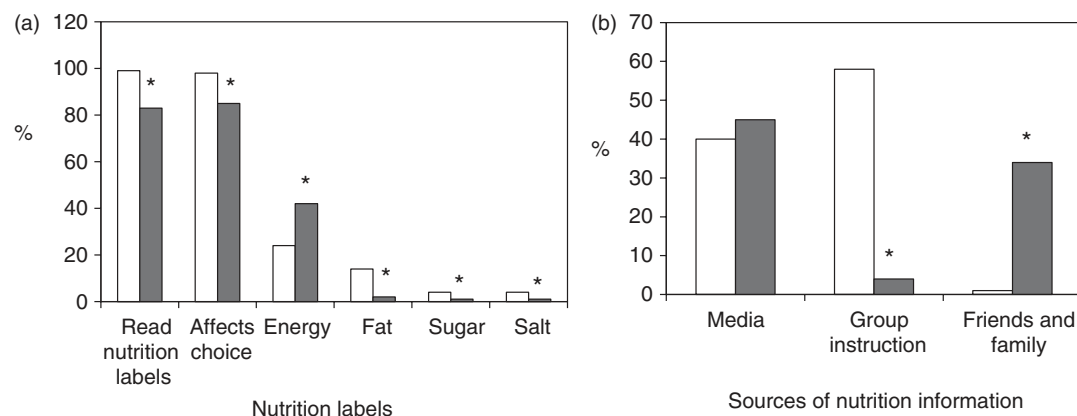 (a)
120
100
80
60
40
20
0
%
* * * * * *
Read nutrition labels
Affects choice
Energy
Fat
Sugar
Salt
Nutrition labels
(b)
70
60
50
40
30
20
10
0
%
* *
Media
Group instruction
Friends and family
Sources of nutrition information